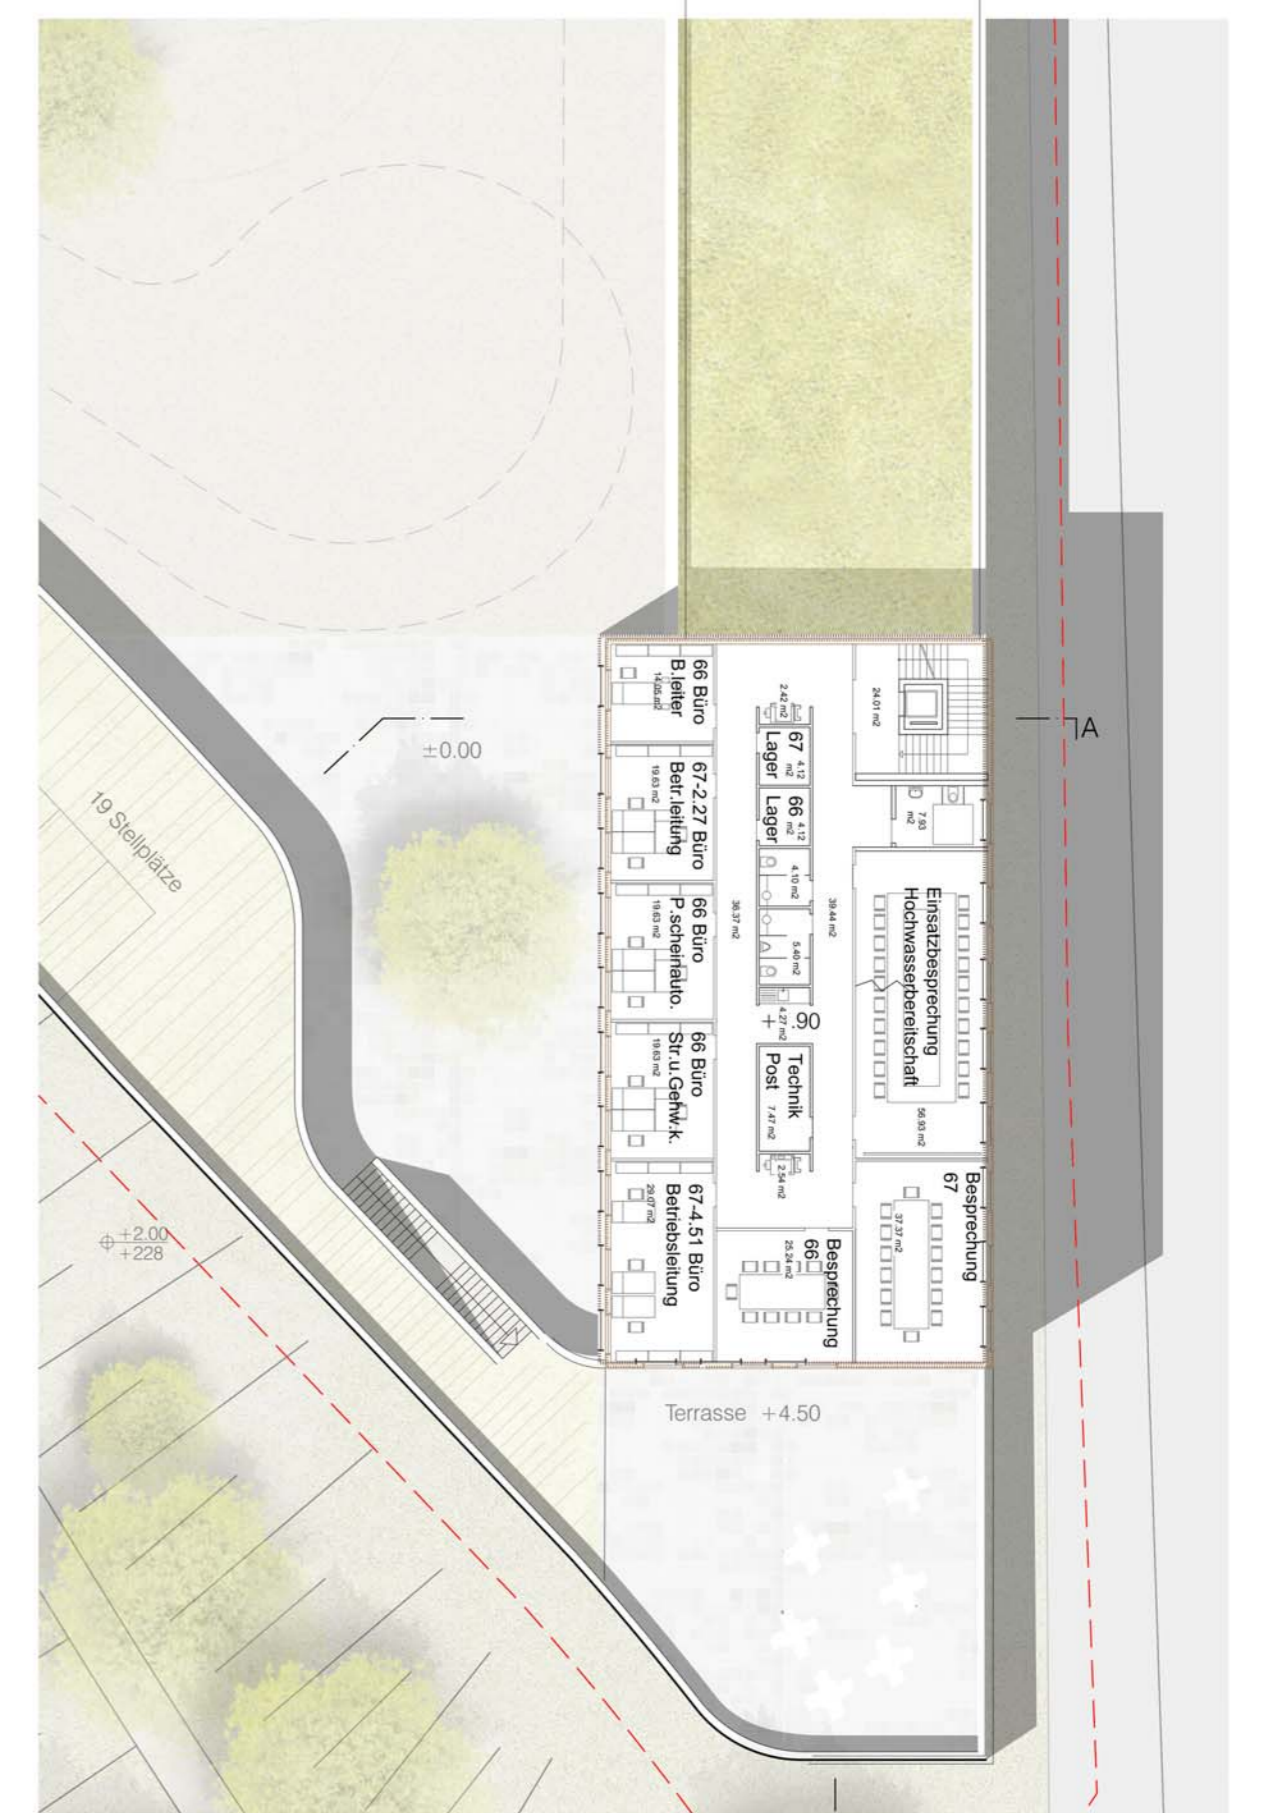 ±0.00
A
19 Stellplätze
+2.00
+228
66 Büro
B.leiter
14.05 m2
67-2.27 Büro
Betr.leitung
19.63 m2
66 Büro
P.scheinauto.
19.63 m2
66 Büro
Str.u.Gehw.k.
19.63 m2
67-4.51 Büro
Betriebsleitung
29.07 m2
36.37 m2
2.42 m2
67 4.12
Lager m2
66 4.12
Lager m2
4.10 m2
5.40 m2
4.27 m2
+ .90
Technik
Post 7.47 m2
2.54 m2
39.44 m2
24.01 m2
7.93
m2
Einsatzbesprechung
Hochwasserbereitschaft
56.93 m2
Besprechung
67
37.37 m2
Besprechung
66
25.24 m2
Terrasse +4.50